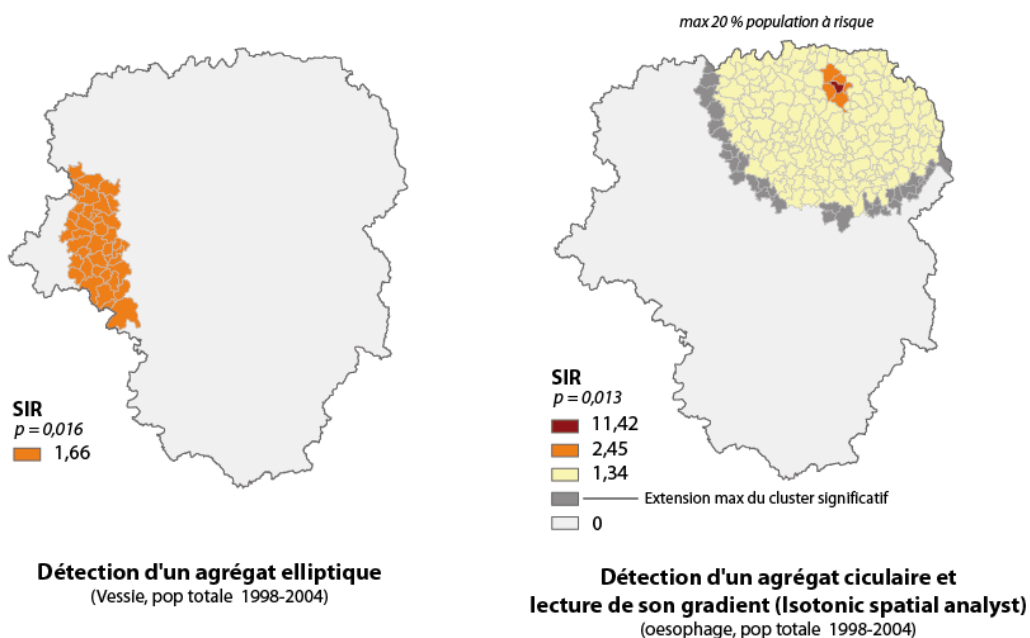 max 20 % population à risque
SIR
p = 0,016
1,66
Détection d'un agrégat elliptique
(Vessie, pop totale 1998-2004)
SIR
p = 0,013
11,42
2,45
1,34
Extension max du cluster significatif
0
Détection d'un agrégat ciculaire et
lecture de son gradient (Isotonic spatial analyst)
(oesophage, pop totale 1998-2004)